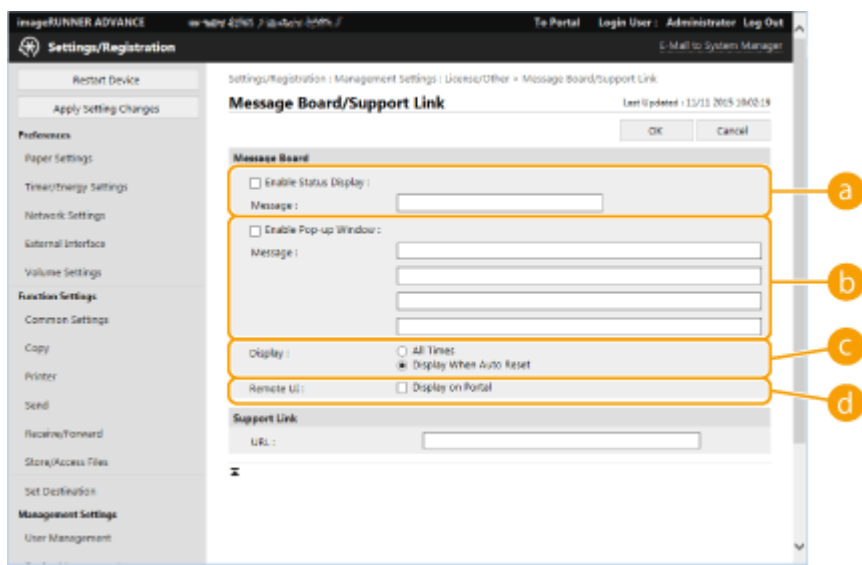 imageRUNNER ADVANCE
To Portal Login User : Administrator Log Out
Settings/Registration
E-Mail to System Manager
Restart Device
Apply Setting Changes
Preferences
Paper Settings
Timer/Energy Settings
Network Settings
External Interface
Volume Settings
Function Settings
Common Settings
Copy
Printer
Send
Receive/Forward
Store/Access Files
Set Destination
Management Settings
User Management
Settings/Registration : Management Settings : License/Other > Message Board/Support Link
Message Board/Support Link
Last Updated : 11/11 2015 10:02:19
OK Cancel
Message Board
Enable Status Display :
Message :
a
Enable Pop-up Window :
Message :
b
Display : All Times
Display When Auto Reset
c
Remote UI : Display on Portal
d
Support Link
URL :